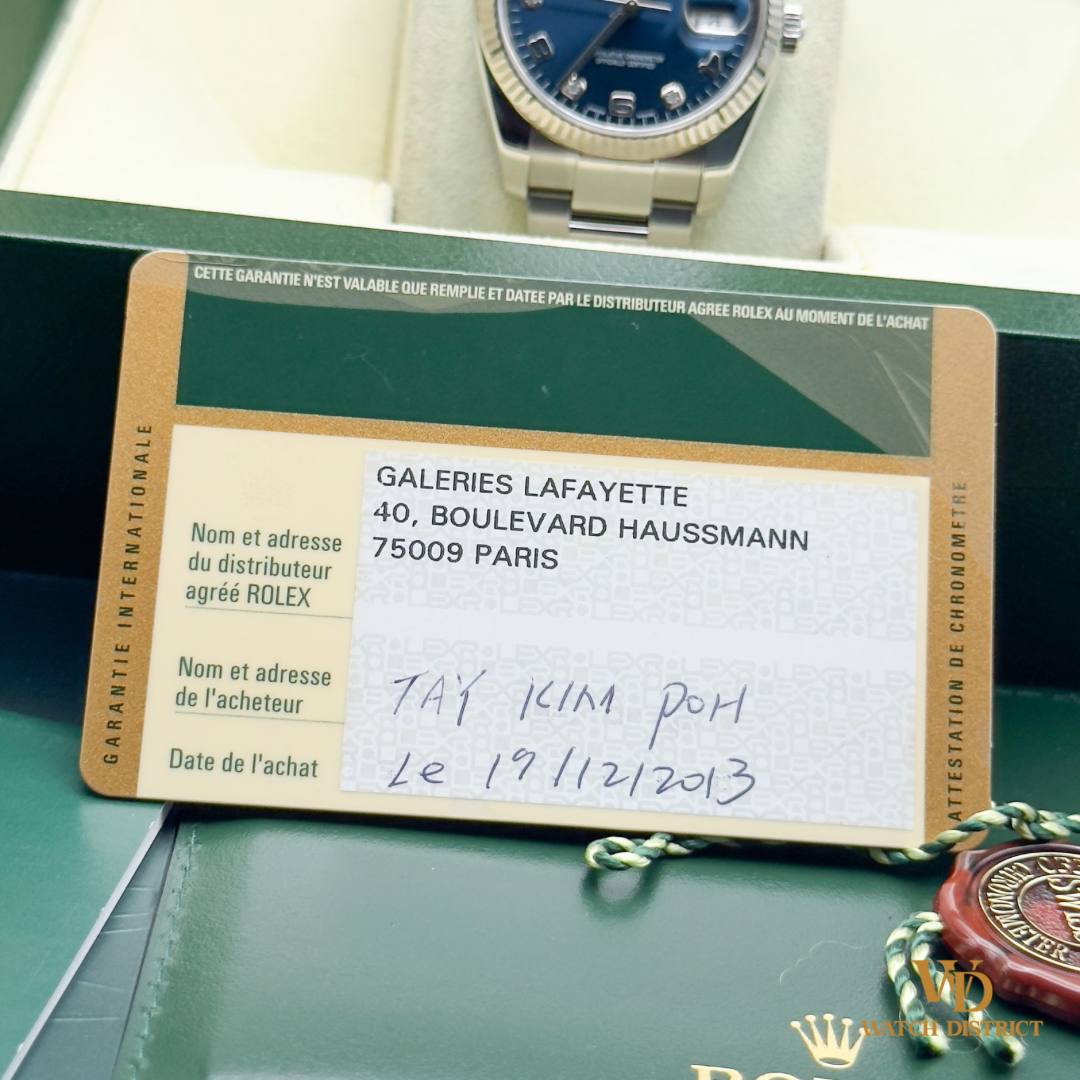 CETTE GARANTIE N'EST VALABLE QUE REMPLIE ET DATEE PAR LE DISTRIBUTEUR AGREE ROLEX AU MOMENT DE L'ACHAT
GARANTIE INTERNATIONALE
Nom et adresse
du distributeur
agréé ROLEX
GALERIES LAFAYETTE
40, BOULEVARD HAUSSMANN
75009 PARIS
Nom et adresse
de l'acheteur
TAY KIM POH
Date de l'achat
Le 19/12/2013
ATTESTATION DE CHRONOMETRE
WD
WATCH DISTRICT